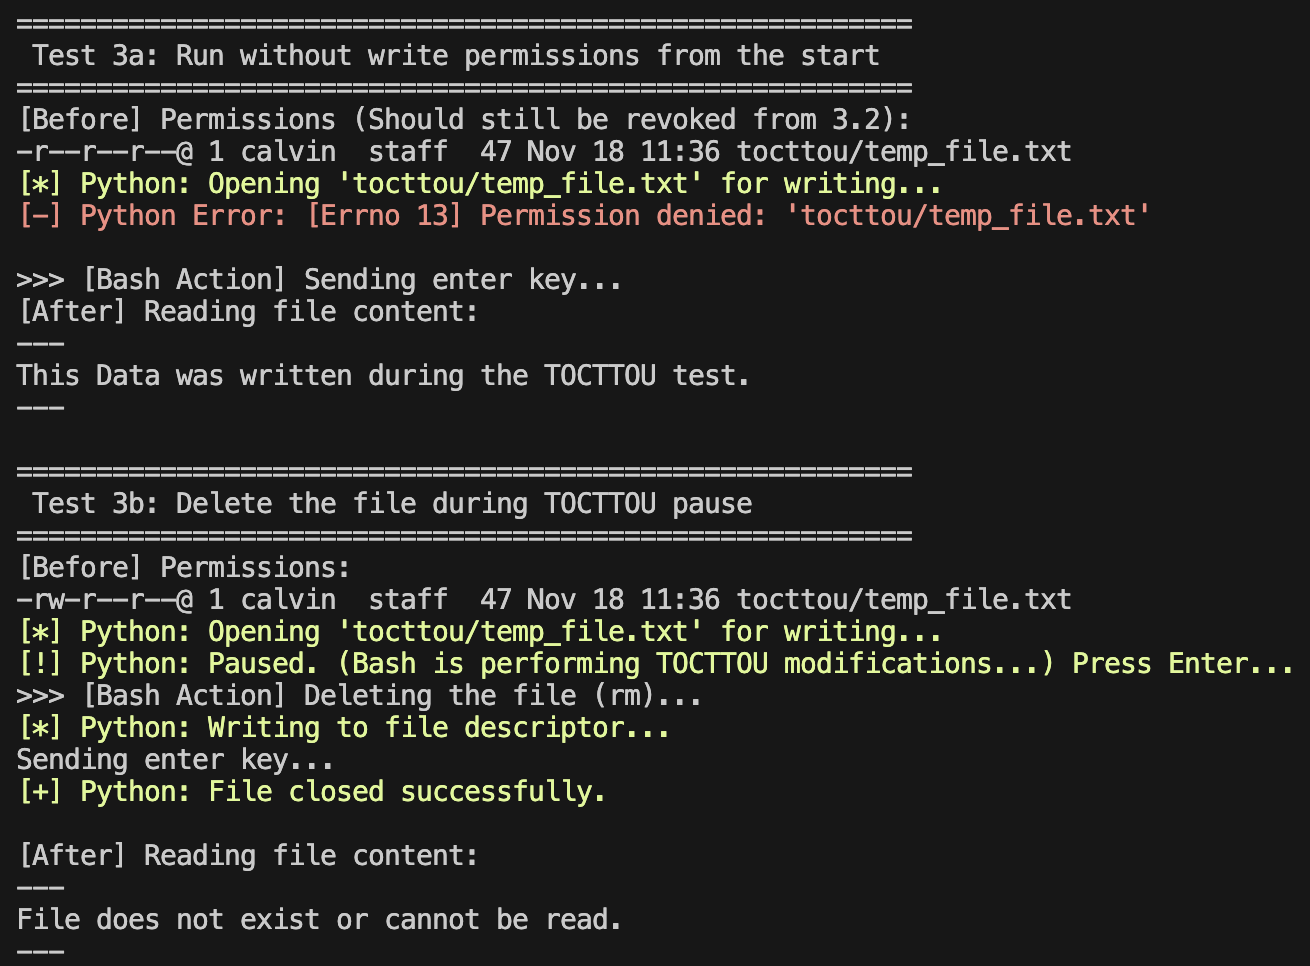 ========================================================
Test 3a: Run without write permissions from the start
========================================================
[Before] Permissions (Should still be revoked from 3.2):
-r--r--r--@ 1 calvin  staff  47 Nov 18 11:36 tocttou/temp_file.txt
[*] Python: Opening 'tocttou/temp_file.txt' for writing...
[-] Python Error: [Errno 13] Permission denied: 'tocttou/temp_file.txt'
>>> [Bash Action] Sending enter key...
[After] Reading file content:
---
This Data was written during the TOCTTOU test.
---
========================================================
Test 3b: Delete the file during TOCTTOU pause
========================================================
[Before] Permissions:
-rw-r--r--@ 1 calvin  staff  47 Nov 18 11:36 tocttou/temp_file.txt
[*] Python: Opening 'tocttou/temp_file.txt' for writing...
[!] Python: Paused. (Bash is performing TOCTTOU modifications...) Press Enter...
>>> [Bash Action] Deleting the file (rm)...
[*] Python: Writing to file descriptor...
Sending enter key...
[+] Python: File closed successfully.
[After] Reading file content:
---
File does not exist or cannot be read.
---